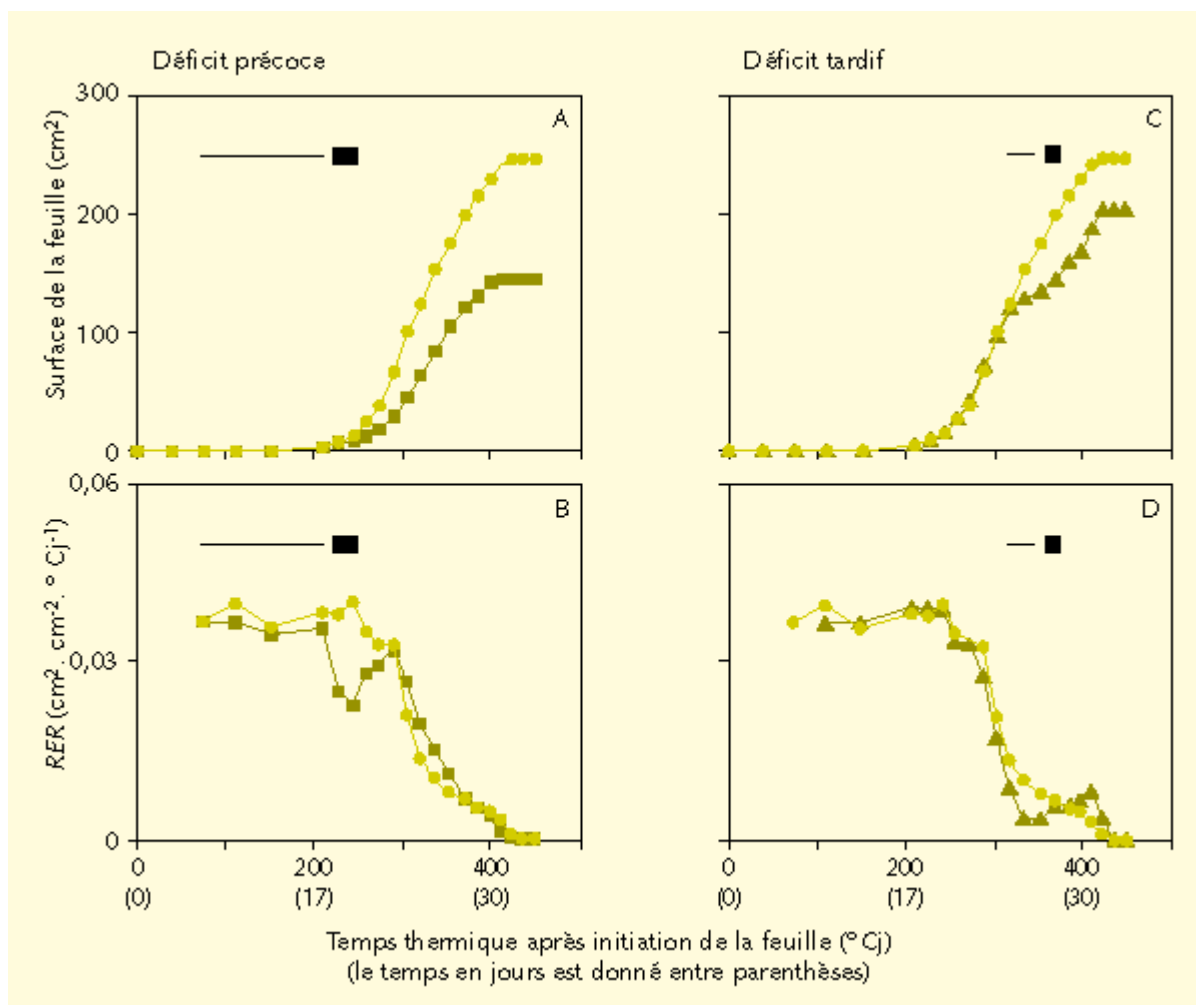 Déficit précoce
Déficit tardif
Surface de la feuille (cm²)
300
200
100
0
A
C
RER (cm². cm⁻². ° Cj⁻¹)
0,06
0,03
0
B
D
0 200 400
(0) (17) (30)
0 200 400
(0) (17) (30)
Temps thermique après initiation de la feuille (° Cj)
(le temps en jours est donné entre parenthèses)